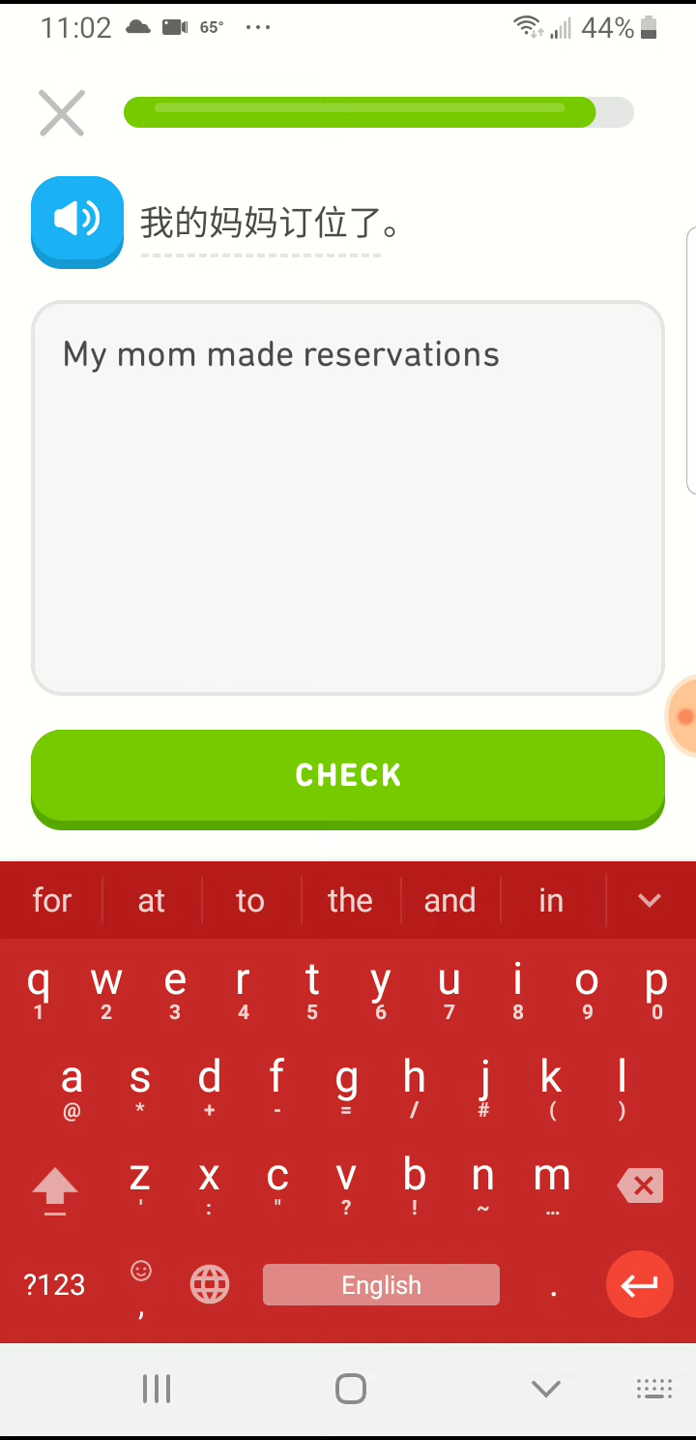 11:02 65° ... 44%
我的妈妈订位了。
My mom made reservations
CHECK
for at to the and in
q w e r t y u i o p
1 2 3 4 5 6 7 8 9 0
a s d f g h j k l
@ * + - = / # ( )
z x c v b n m
' : " ? ! ~ …
?123 , English .